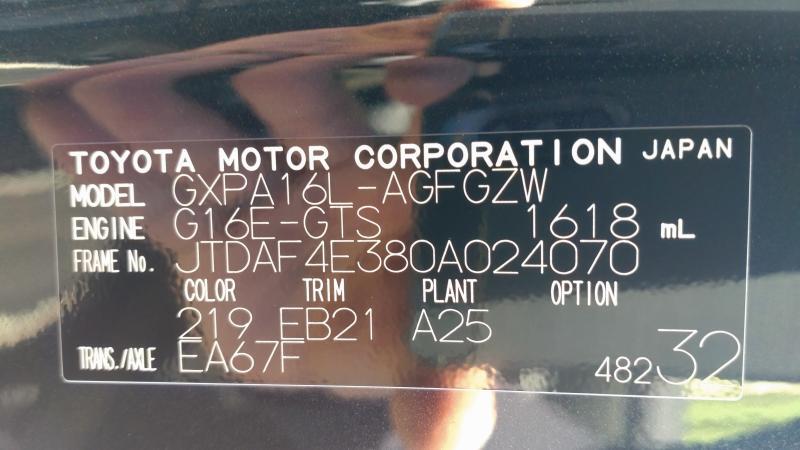 TOYOTA MOTOR CORPORATION JAPAN
MODEL GXPA16L-AGFGZW
ENGINE G16E-GTS 1618 mL
FRAME No. JTDAF4E380A024070
COLOR TRIM PLANT OPTION
219 EB21 A25
TRANS./AXLE EA67F 48232